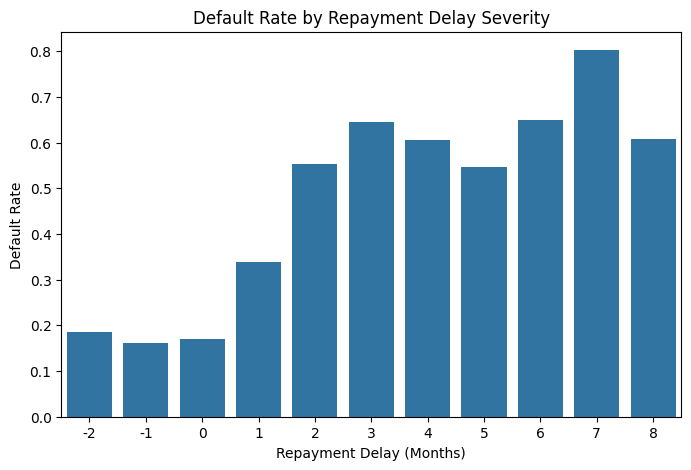 Default Rate by Repayment Delay Severity
Default Rate
0.8
0.7
0.6
0.5
0.4
0.3
0.2
0.1
0.0
-2 -1 0 1 2 3 4 5 6 7 8
Repayment Delay (Months)